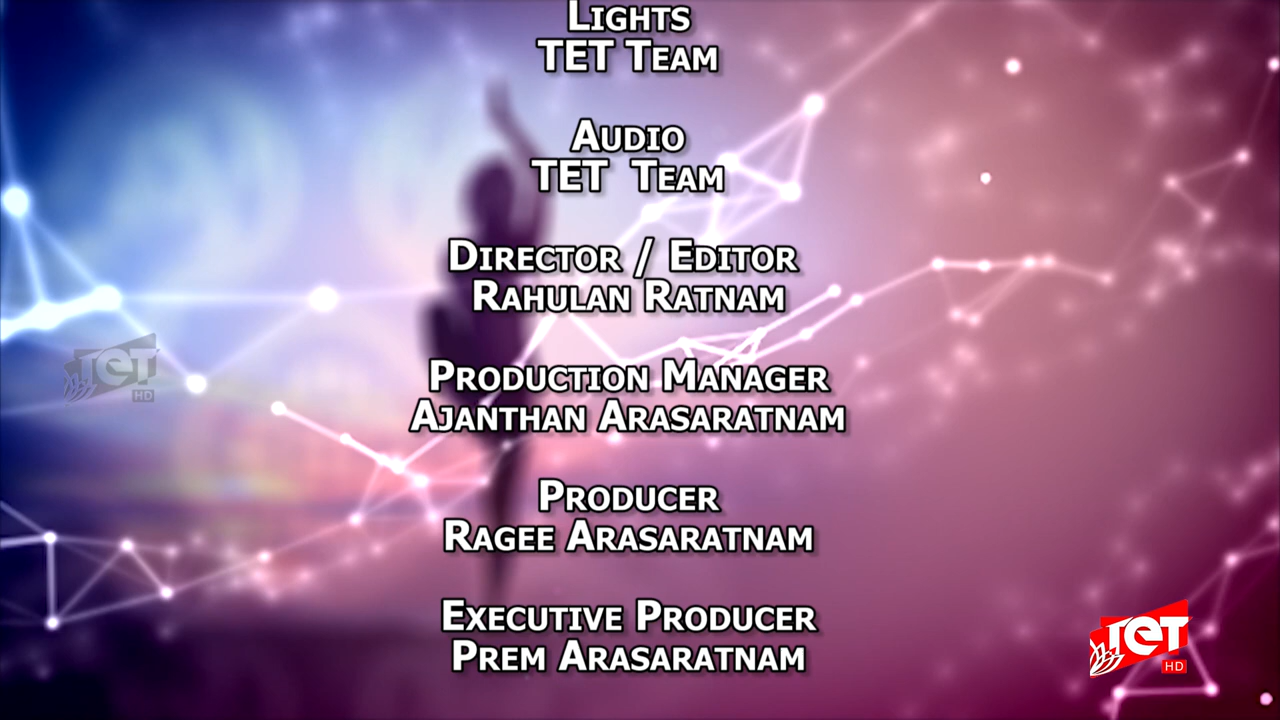 LIGHTS
TET TEAM
AUDIO
TET TEAM
DIRECTOR / EDITOR
RAHULAN RATNAM
PRODUCTION MANAGER
AJANTHAN ARASARATNAM
TET
HD
PRODUCER
RAGEE ARASARATNAM
EXECUTIVE PRODUCER
PREM ARASARATNAM
TET
HD